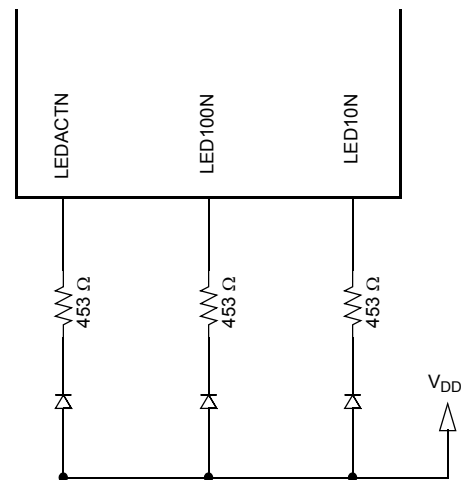 LEDACTN
LED100N
LED10N
453 Ω
453 Ω
453 Ω
VDD